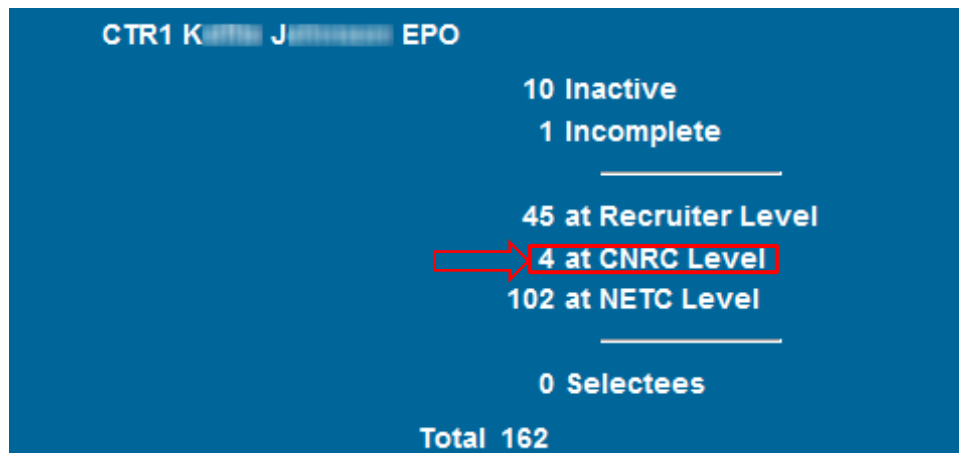 CTR1 K J EPO
10 Inactive
1 Incomplete
45 at Recruiter Level
4 at CNRC Level
102 at NETC Level
0 Selectees
Total 162